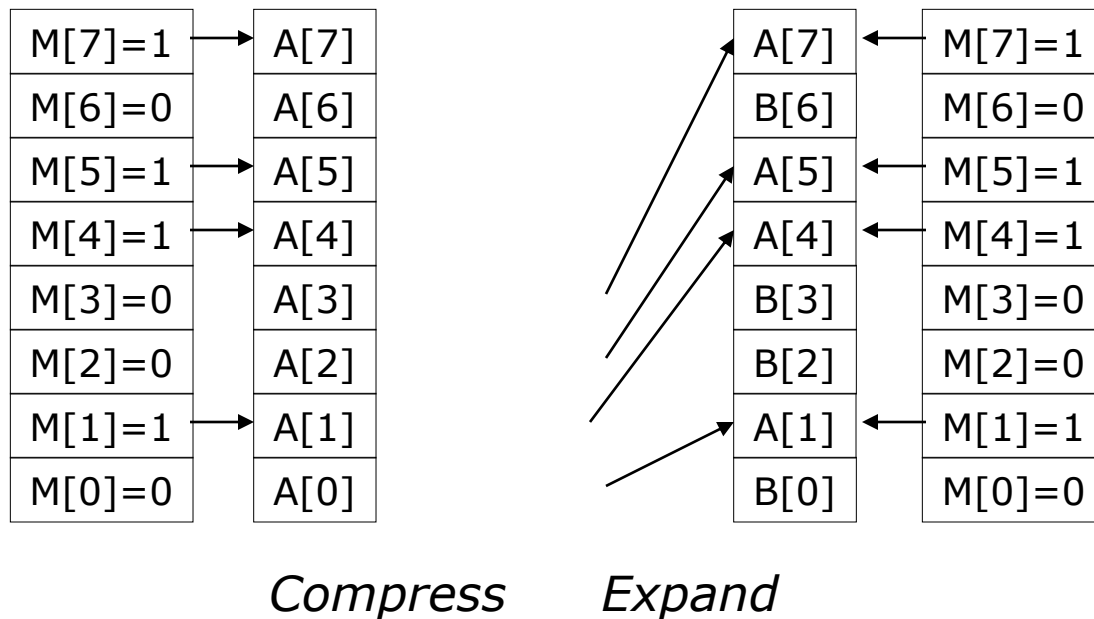 M[7]=1 A[7] A[7] M[7]=1
M[6]=0 A[6] B[6] M[6]=0
M[5]=1 A[5] A[5] M[5]=1
M[4]=1 A[4] A[4] M[4]=1
M[3]=0 A[3] B[3] M[3]=0
M[2]=0 A[2] B[2] M[2]=0
M[1]=1 A[1] A[1] M[1]=1
M[0]=0 A[0] B[0] M[0]=0
Compress Expand